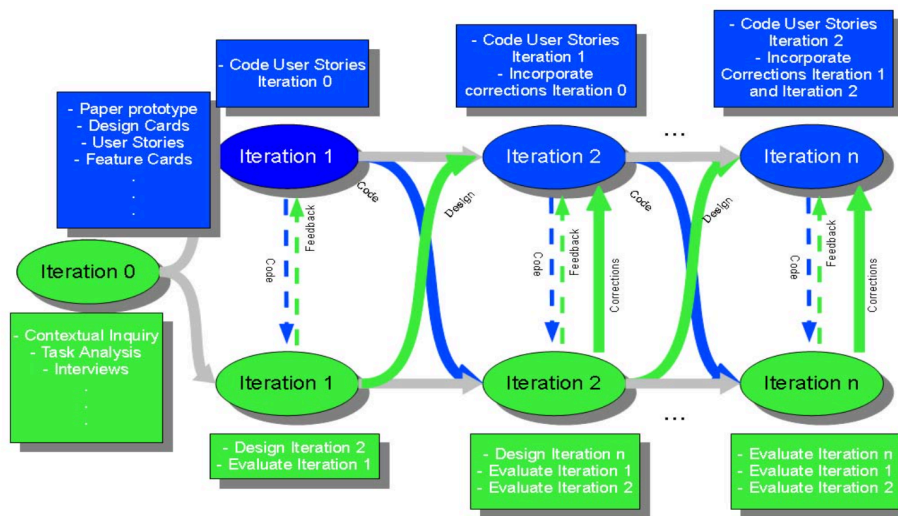 - Code User Stories
Iteration 0
- Code User Stories
Iteration 1
- Incorporate
corrections Iteration 0
- Code User Stories
Iteration 2
- Incorporate
Corrections Iteration 1
and Iteration 2
- Paper prototype
- Design Cards
- User Stories
- Feature Cards
.
.
.
Iteration 1
...
Iteration 2
Iteration n
Code
Design
Code
Design
Iteration 0
Code
Feedback
Code
Feedback
Corrections
Code
Feedback
Corrections
- Contextual Inquiry
- Task Analysis
- Interviews
.
.
.
Iteration 1
Iteration 2
Iteration n
...
- Design Iteration 2
- Evaluate Iteration 1
- Design Iteration n
- Evaluate Iteration 1
- Evaluate Iteration 2
- Evaluate Iteration n
- Evaluate Iteration 1
- Evaluate Iteration 2